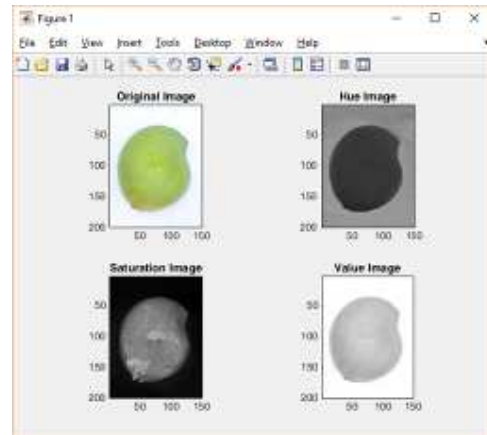 Figure 1
File Edit View Insert Tools Desktop Window Help
Original Image
50
100
150
200
50 100 150
Hue Image
50
100
150
200
50 100 150
Saturation Image
50
100
150
200
50 100 150
Value Image
50
100
150
200
50 100 150